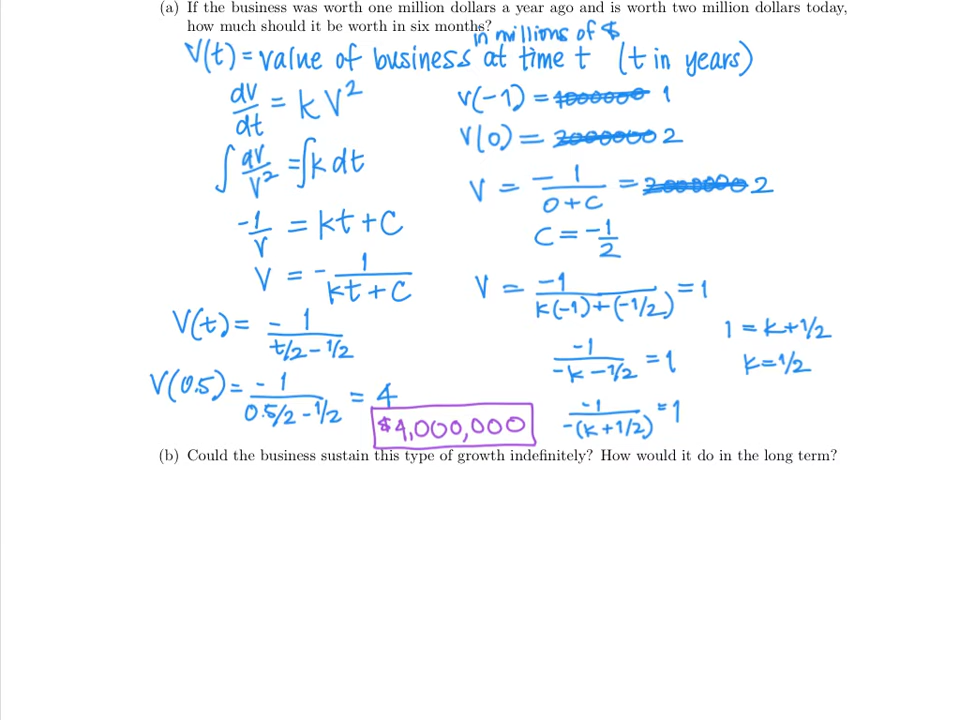 (a) If the business was worth one million dollars a year ago and is worth two million dollars today,
how much should it be worth in six months?
in millions of $
V(t) = value of business at time t (t in years)
dV/dt = kV²
V(-1) = 1000000 1
V(0) = 2000000 2
∫ dV/V² = ∫k dt
V = -1/(0+C) = 2000000 2
-1/V = kt + C
C = -1/2
V = -1/(kt+C)
V = -1/(k(-1)+(-1/2)) = 1
V(t) = -1/(t/2 - 1/2)
-1/(-k - 1/2) = 1
1 = k + 1/2
k = 1/2
V(0.5) = -1/(0.5/2 - 1/2) = 4
$4,000,000
-1/(-(k+1/2)) = 1
(b) Could the business sustain this type of growth indefinitely? How would it do in the long term?